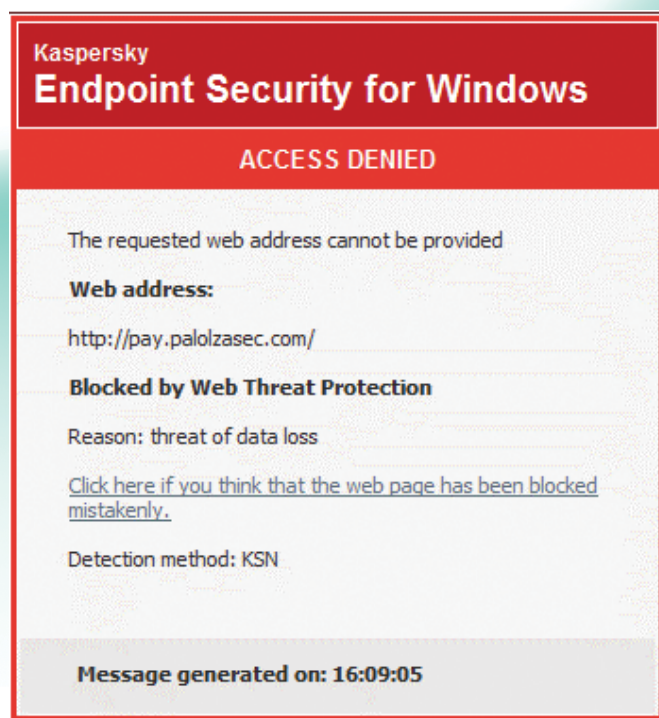 Kaspersky
Endpoint Security for Windows
ACCESS DENIED
The requested web address cannot be provided
Web address:
http://pay.palolzasec.com/
Blocked by Web Threat Protection
Reason: threat of data loss
Click here if you think that the web page has been blocked
mistakenly.
Detection method: KSN
Message generated on: 16:09:05